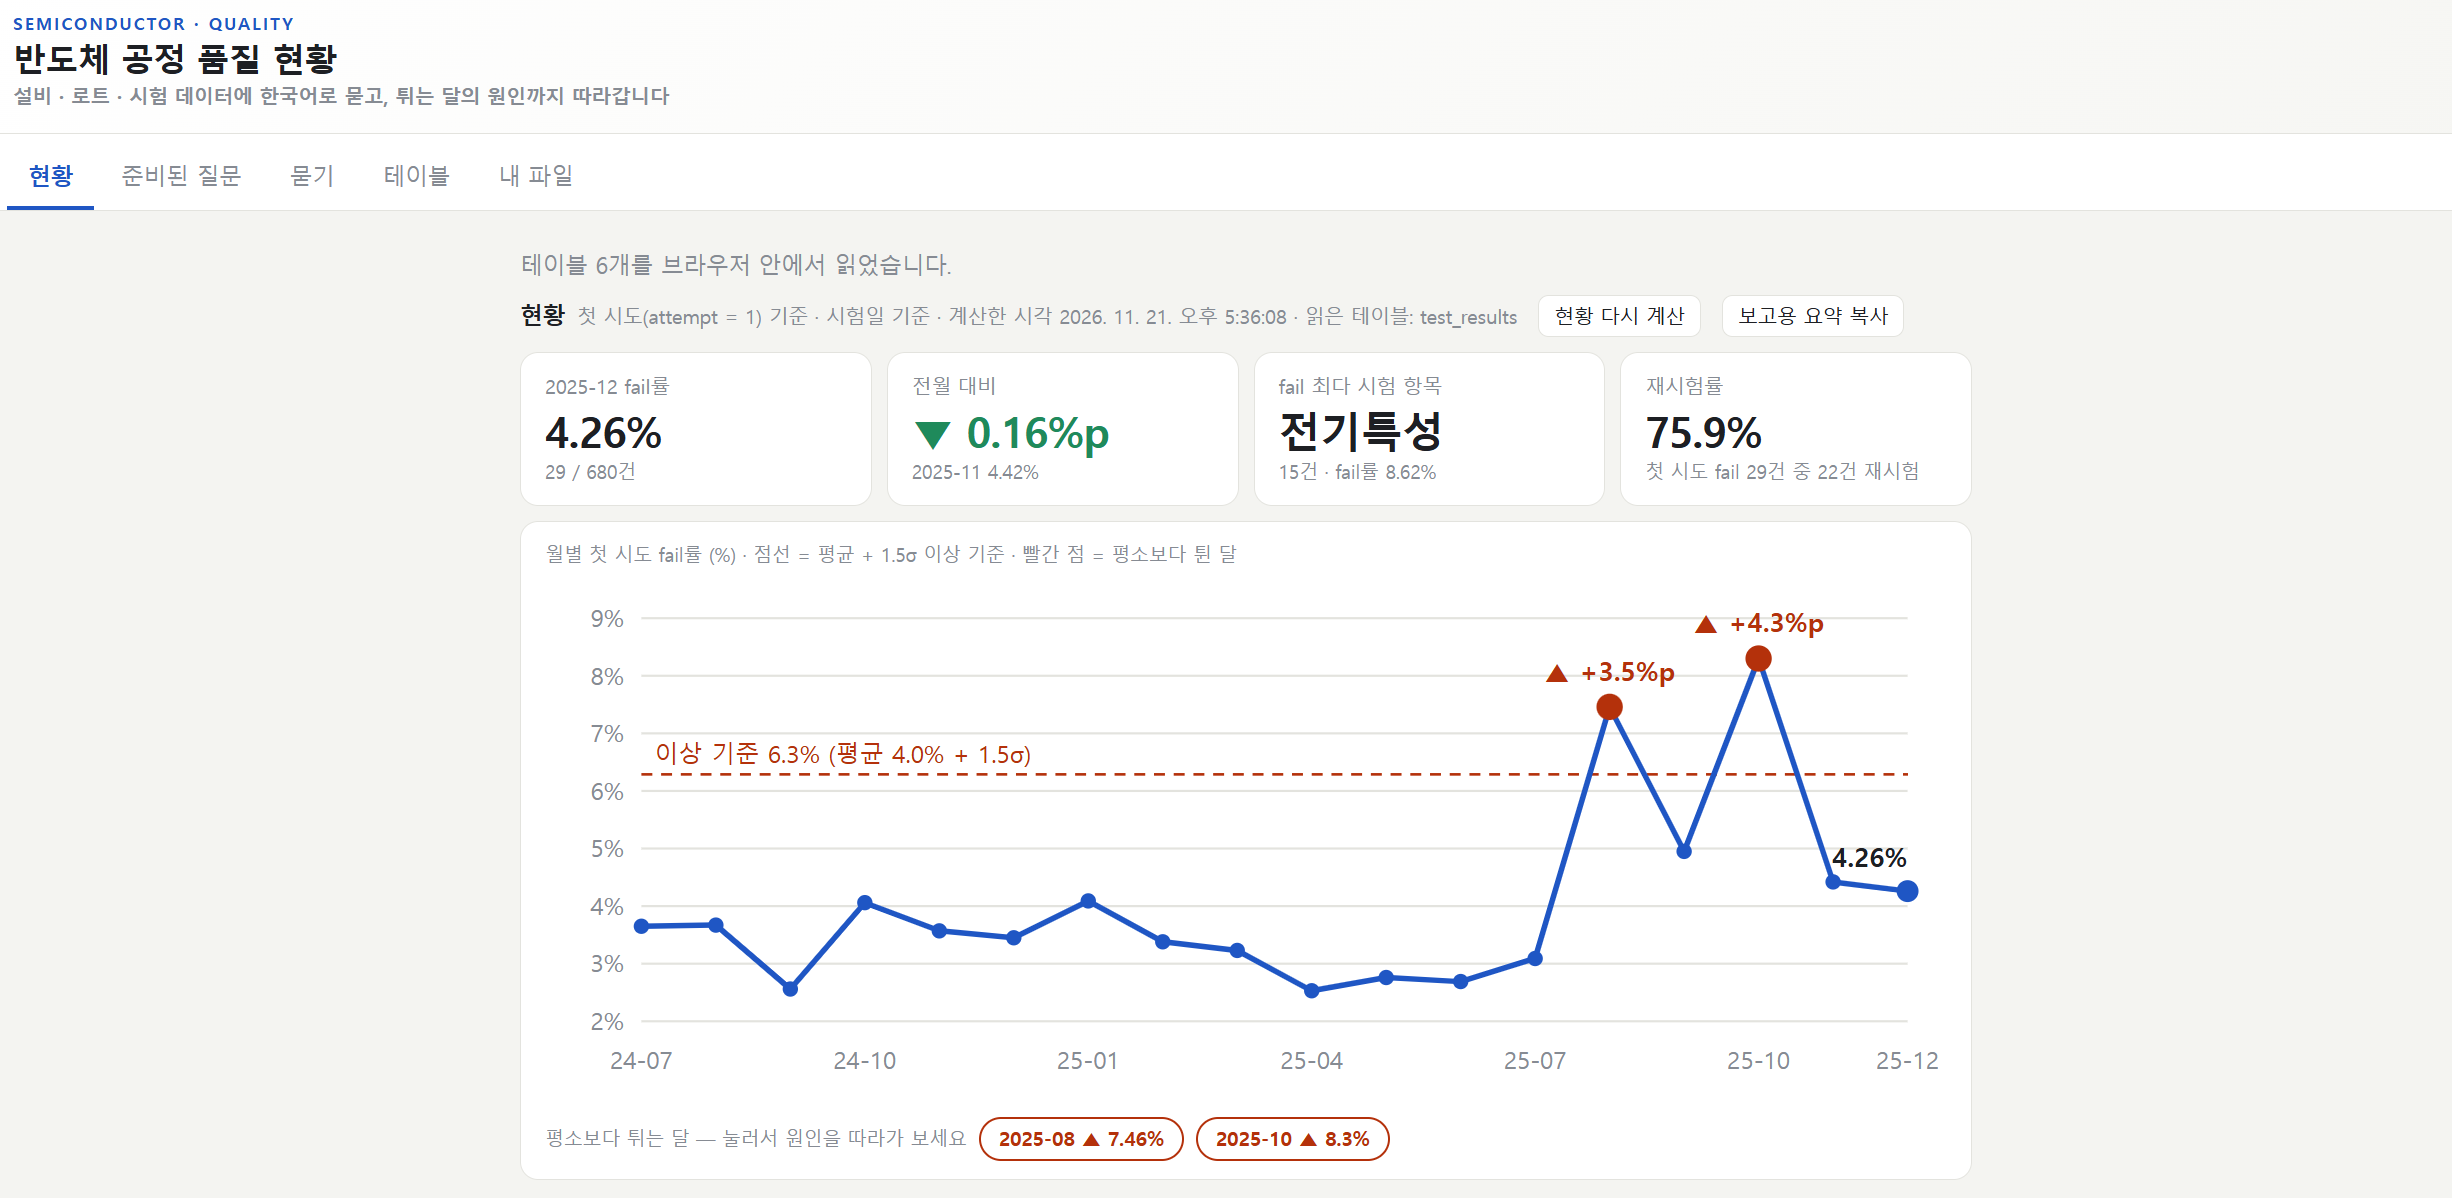 SEMICONDUCTOR · QUALITY
반도체 공정 품질 현황
설비 · 로트 · 시험 데이터에 한국어로 묻고, 튀는 달의 원인까지 따라갑니다
현황 준비된 질문 묻기 테이블 내 파일
테이블 6개를 브라우저 안에서 읽었습니다.
현황 첫 시도(attempt = 1) 기준 · 시험일 기준 · 계산한 시각 2026. 11. 21. 오후 5:36:08 · 읽은 테이블: test_results 현황 다시 계산 보고용 요약 복사
2025-12 fail률
4.26%
29 / 680건
전월 대비
▼ 0.16%p
2025-11 4.42%
fail 최다 시험 항목
전기특성
15건 · fail률 8.62%
재시험률
75.9%
첫 시도 fail 29건 중 22건 재시험
월별 첫 시도 fail률 (%) · 점선 = 평균 + 1.5σ 이상 기준 · 빨간 점 = 평소보다 튄 달
9%
▲ +4.3%p
▲ +3.5%p
8%
7%
이상 기준 6.3% (평균 4.0% + 1.5σ)
6%
5%
4.26%
4%
3%
2%
24-07 24-10 25-01 25-04 25-07 25-10 25-12
평소보다 튀는 달 — 눌러서 원인을 따라가 보세요 2025-08 ▲ 7.46% 2025-10 ▲ 8.3%